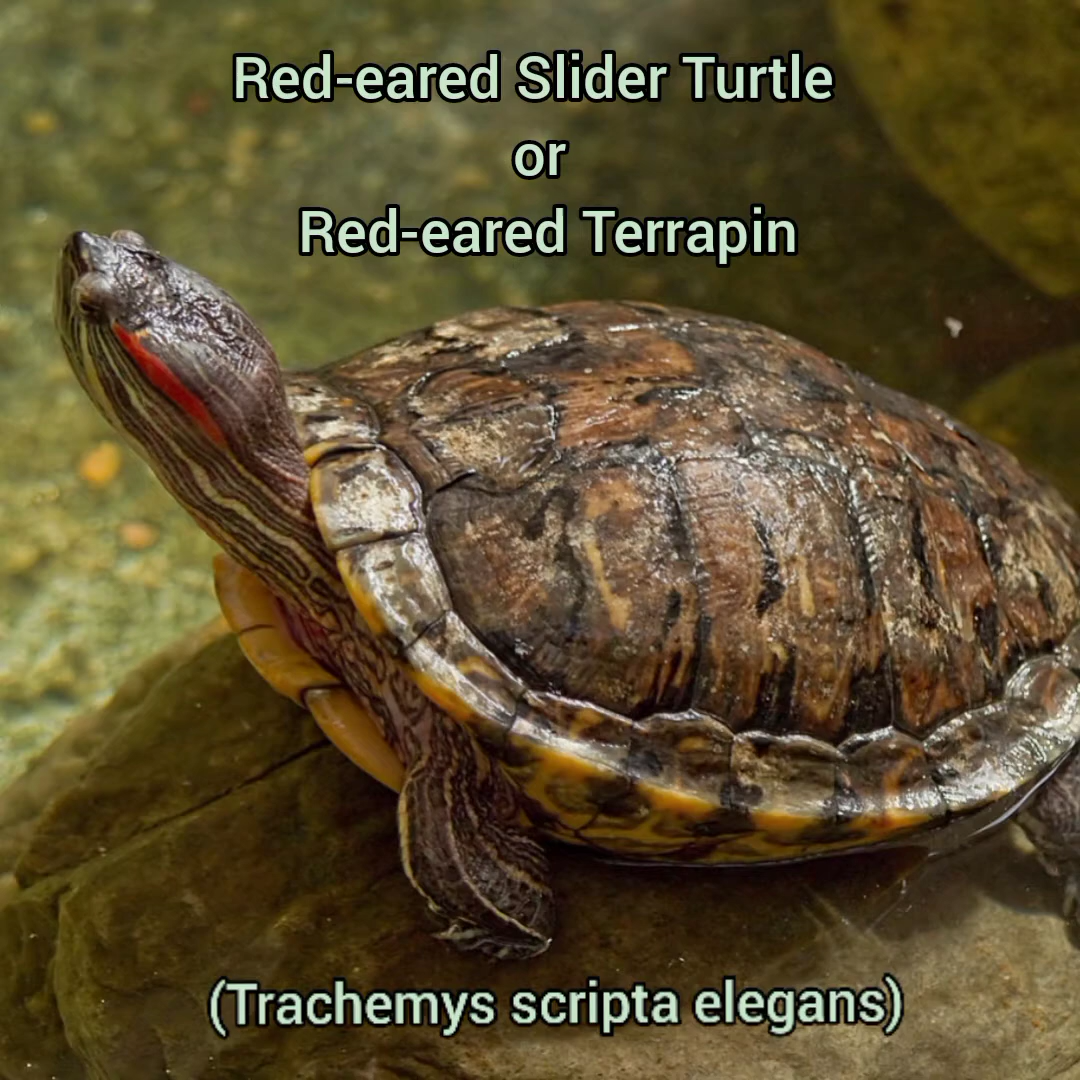 Red-eared Slider Turtle
or
Red-eared Terrapin
(Trachemys scripta elegans)